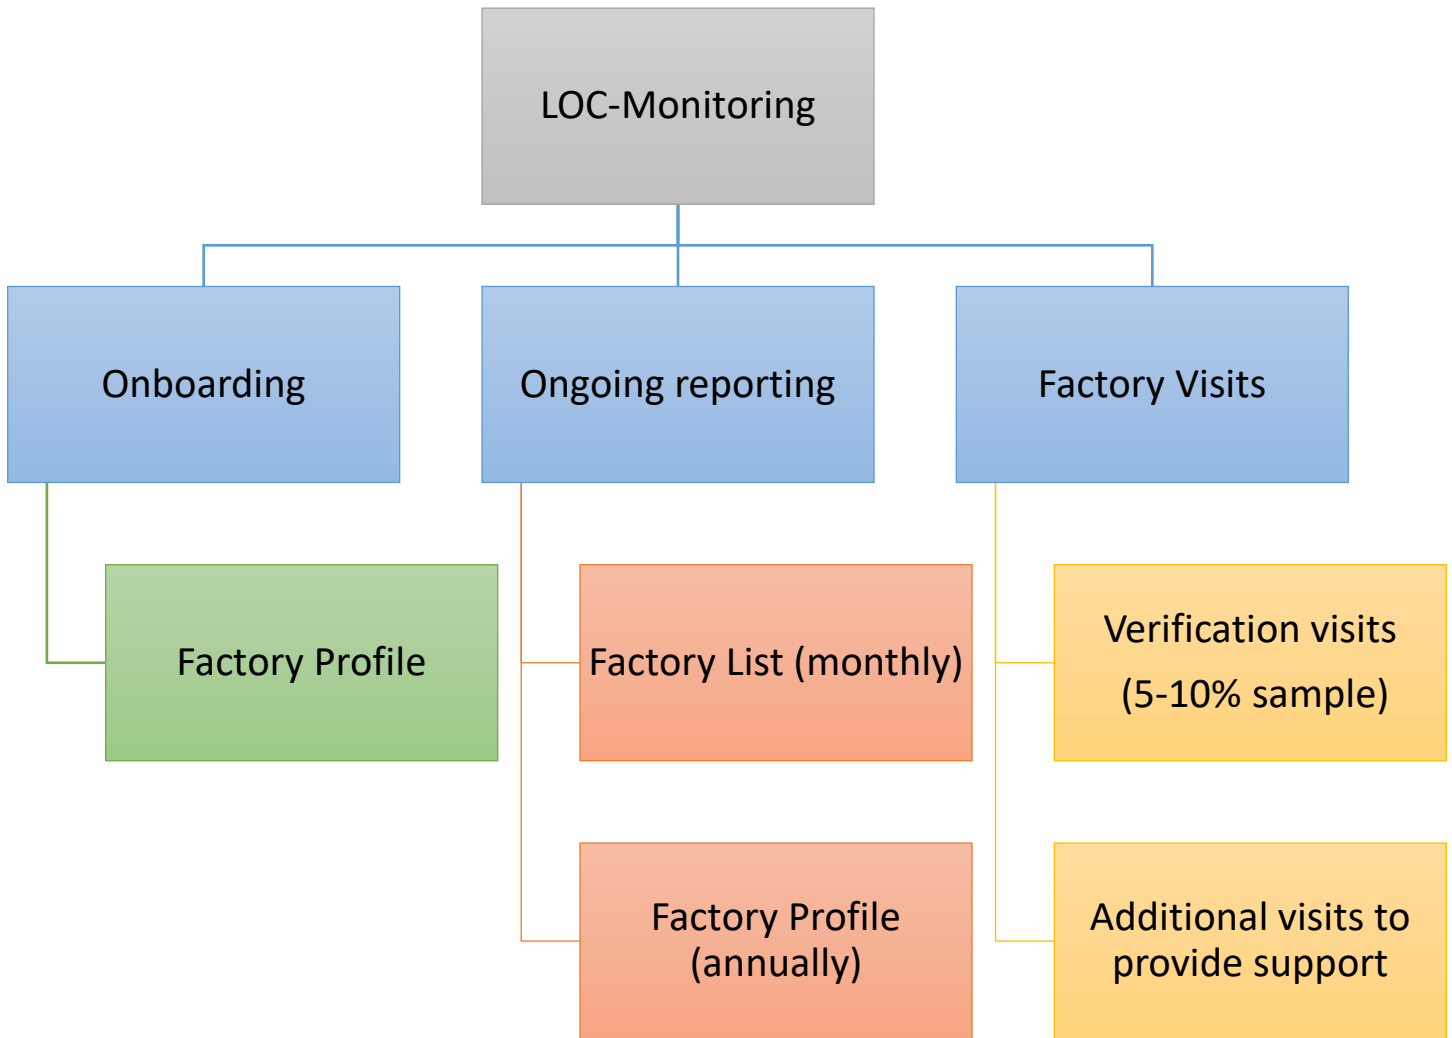 LOC-Monitoring
Onboarding
Ongoing reporting
Factory Visits
Factory Profile
Factory List (monthly)
Verification visits
(5-10% sample)
Factory Profile
(annually)
Additional visits to
provide support